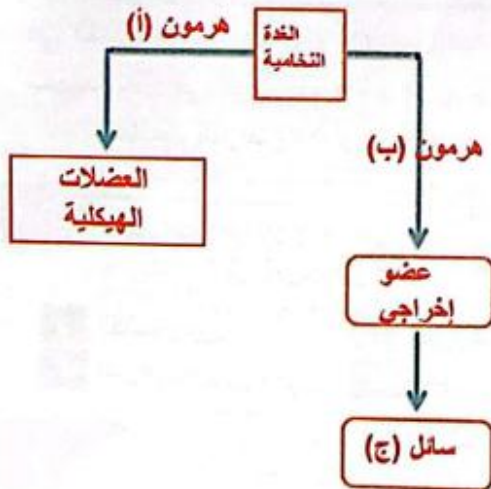 هرمون (أ)
الغدة
النخامية
هرمون (ب)
العضلات
الهيكلية
عضو
إخراجي
سائل (ج)